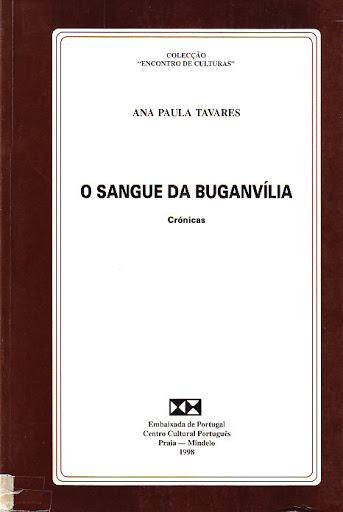 COLECÇÃO
"ENCONTRO DE CULTURAS"
ANA PAULA TAVARES
O SANGUE DA BUGANVÍLIA
Crónicas
Embaixada de Portugal
Centro Cultural Português
Praia — Mindelo
1998